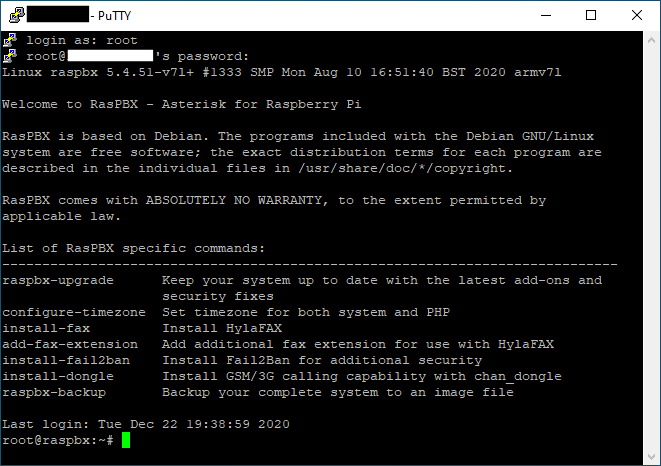 - PuTTY
login as: root
root@ 's password:
Linux raspbx 5.4.51-v7l+ #1333 SMP Mon Aug 10 16:51:40 BST 2020 armv7l
Welcome to RasPBX - Asterisk for Raspberry Pi
RasPBX is based on Debian. The programs included with the Debian GNU/Linux
system are free software; the exact distribution terms for each program are
described in the individual files in /usr/share/doc/*/copyright.
RasPBX comes with ABSOLUTELY NO WARRANTY, to the extent permitted by
applicable law.
List of RasPBX specific commands:
-----------------------------------------------------------------------------
raspbx-upgrade      Keep your system up to date with the latest add-ons and
                    security fixes
configure-timezone  Set timezone for both system and PHP
install-fax         Install HylaFAX
add-fax-extension   Add additional fax extension for use with HylaFAX
install-fail2ban    Install Fail2Ban for additional security
install-dongle      Install GSM/3G calling capability with chan_dongle
raspbx-backup       Backup your complete system to an image file
Last login: Tue Dec 22 19:38:59 2020
root@raspbx:~#